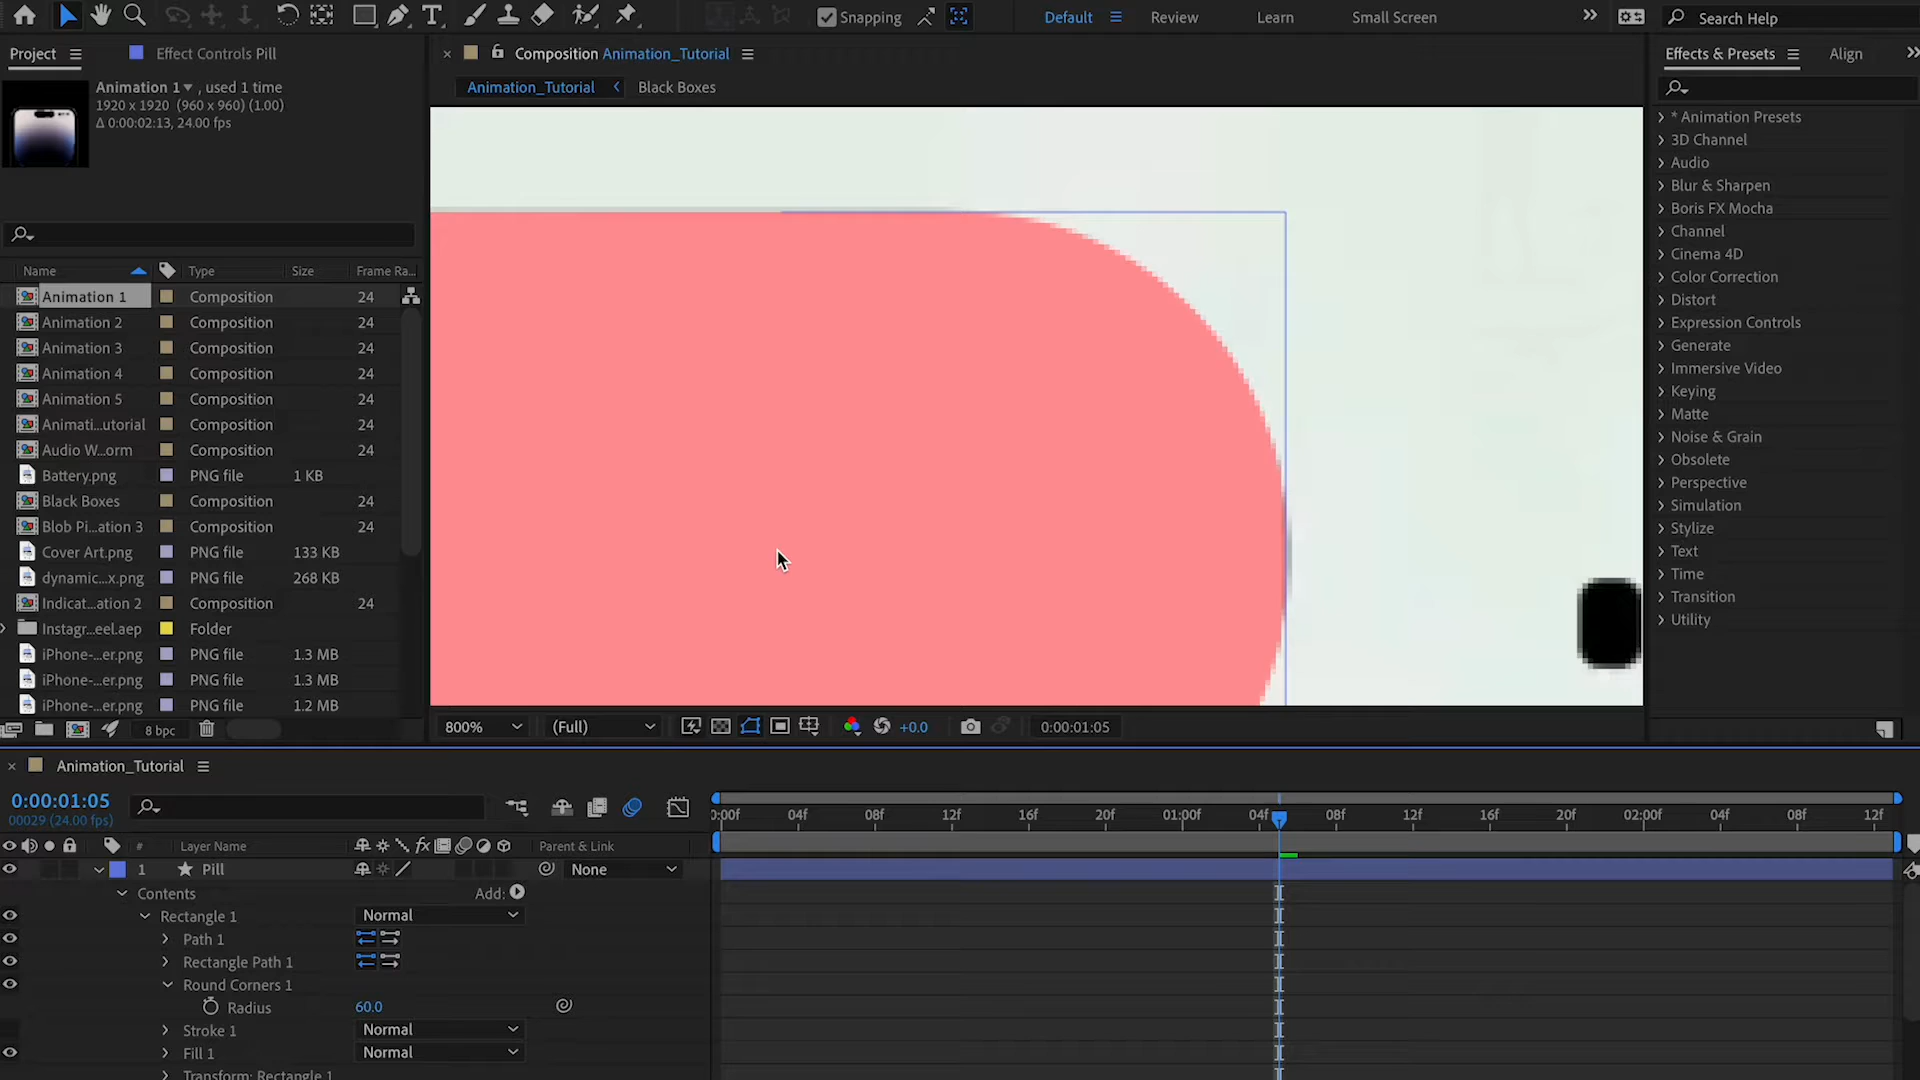 Snapping
Default
Review
Learn
Small Screen
Search Help
Project
Effect Controls Pill
Composition Animation_Tutorial
Effects & Presets
Align
Animation 1 , used 1 time
1920 x 1920 (960 x 960) (1.00)
Δ 0:00:02:13, 24.00 fps
Animation_Tutorial
Black Boxes
Name Type Size Frame Ra...
Animation 1 Composition 24
Animation 2 Composition 24
Animation 3 Composition 24
Animation 4 Composition 24
Animation 5 Composition 24
Animati...utorial Composition 24
Audio W...orm Composition 24
Battery.png PNG file 1 KB
Black Boxes Composition 24
Blob Pi...ation 3 Composition 24
Cover Art.png PNG file 133 KB
dynamic...x.png PNG file 268 KB
Indicat...ation 2 Composition 24
Instagr...eel.aep Folder
iPhone-...er.png PNG file 1.3 MB
iPhone-...er.png PNG file 1.3 MB
iPhone-...er.png PNG file 1.2 MB
8 bpc
* Animation Presets
3D Channel
Audio
Blur & Sharpen
Boris FX Mocha
Channel
Cinema 4D
Color Correction
Distort
Expression Controls
Generate
Immersive Video
Keying
Matte
Noise & Grain
Obsolete
Perspective
Simulation
Stylize
Text
Time
Transition
Utility
800% (Full) +0.0 0:00:01:05
Animation_Tutorial
0:00:01:05
00029 (24.00 fps)
:00f 04f 08f 12f 16f 20f 01:00f 04f 08f 12f 16f 20f 02:00f 04f 08f 12f
# Layer Name fx Parent & Link
1 Pill None
Contents Add:
Rectangle 1 Normal
Path 1
Rectangle Path 1
Round Corners 1
Radius 60.0
Stroke 1 Normal
Fill 1 Normal
Transform: Rectangle 1